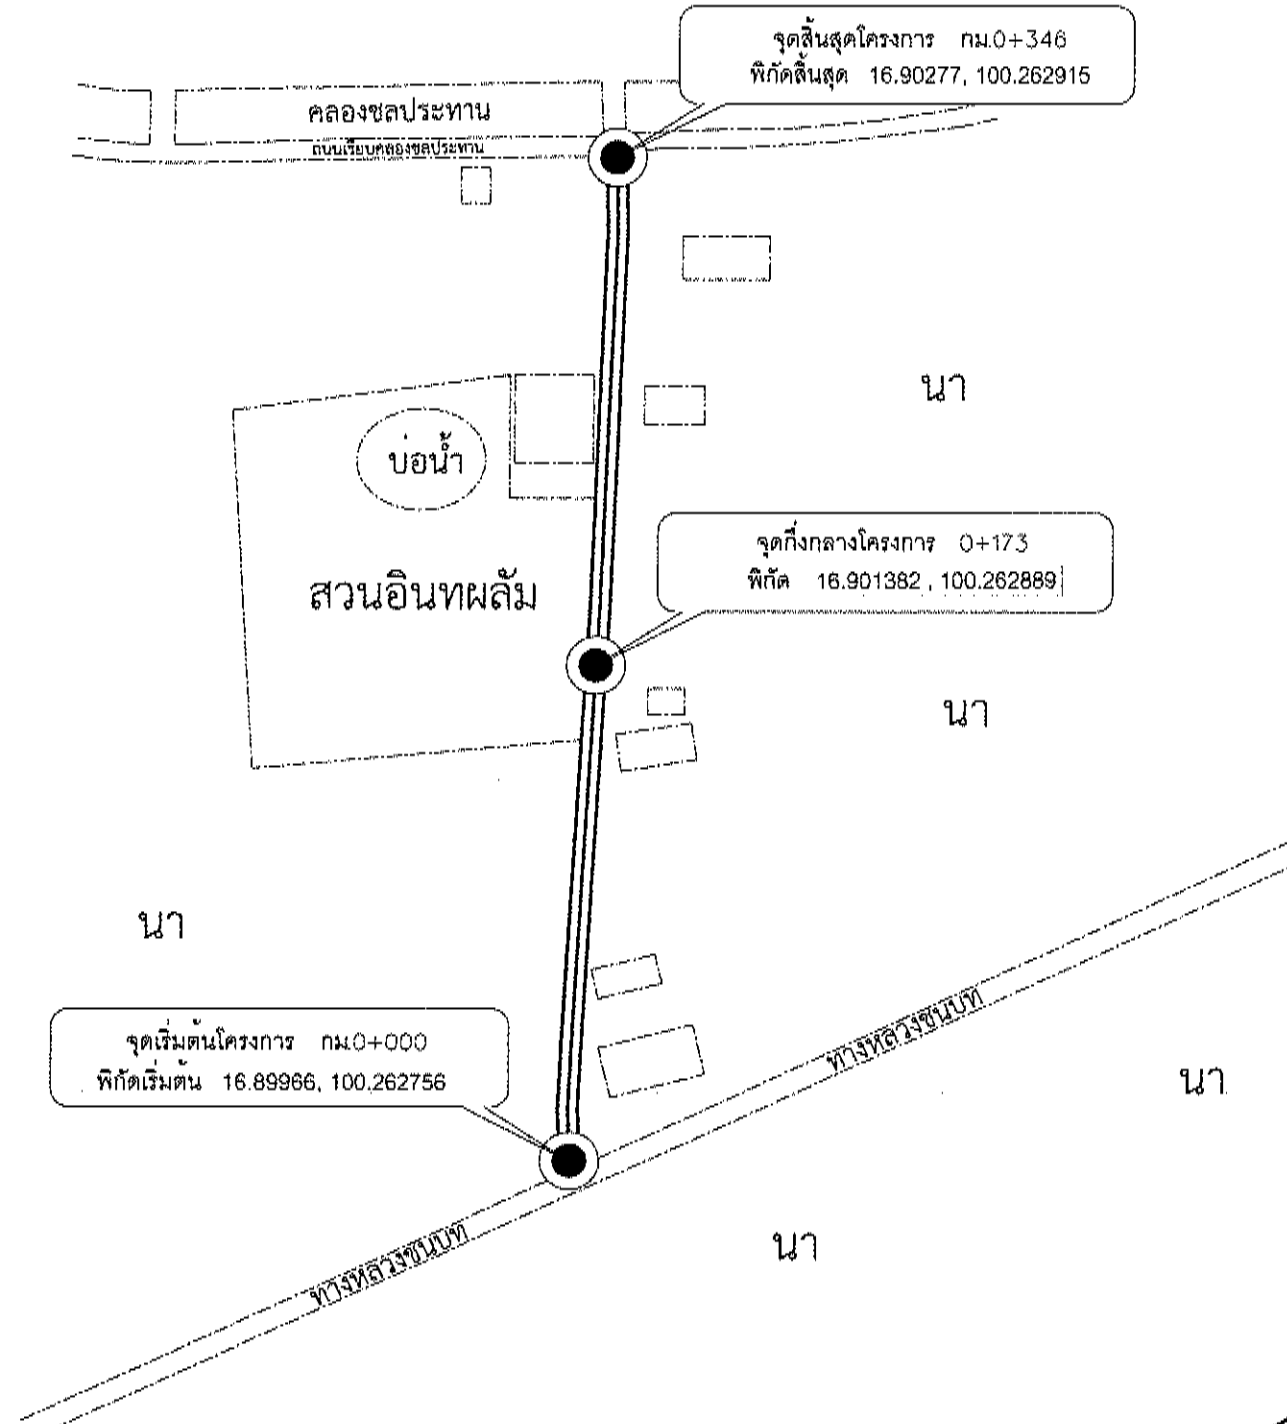 จุดสิ้นสุดโครงการ กม.0+346
พิกัดสิ้นสุด 16.90277, 100.262915
คลองชลประทาน
ถนนเรียบคลองชลประทาน
นา
บ่อน้ำ
จุดกึ่งกลางโครงการ 0+173
พิกัด 16.901382 , 100.262889
สวนอินทผลัม
นา
นา
จุดเริ่มต้นโครงการ กม.0+000
พิกัดเริ่มต้น 16.89966, 100.262756
ทางหลวงชนบท
นา
นา
ทางหลวงชนบท